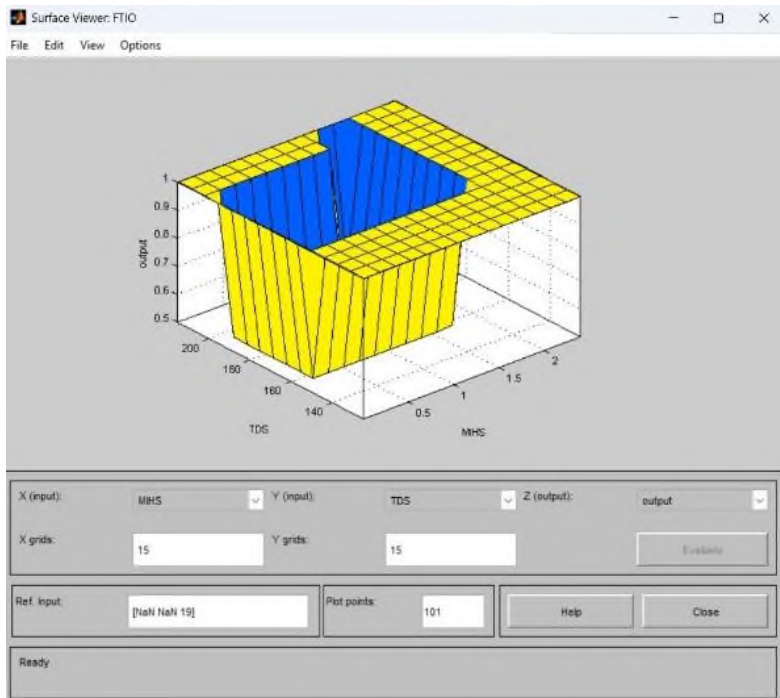 Surface Viewer: FTIO
File Edit View Options
1
0.9
0.8
0.7
0.6
0.5
output
200
180
160
140
TDS
0.5
1
1.5
2
MIHS
X (input): MIHS Y (input): TDS Z (output): output
X grids: 15 Y grids: 15 Evaluate
Ref. Input: [NaN NaN 19] Plot points: 101 Help Close
Ready